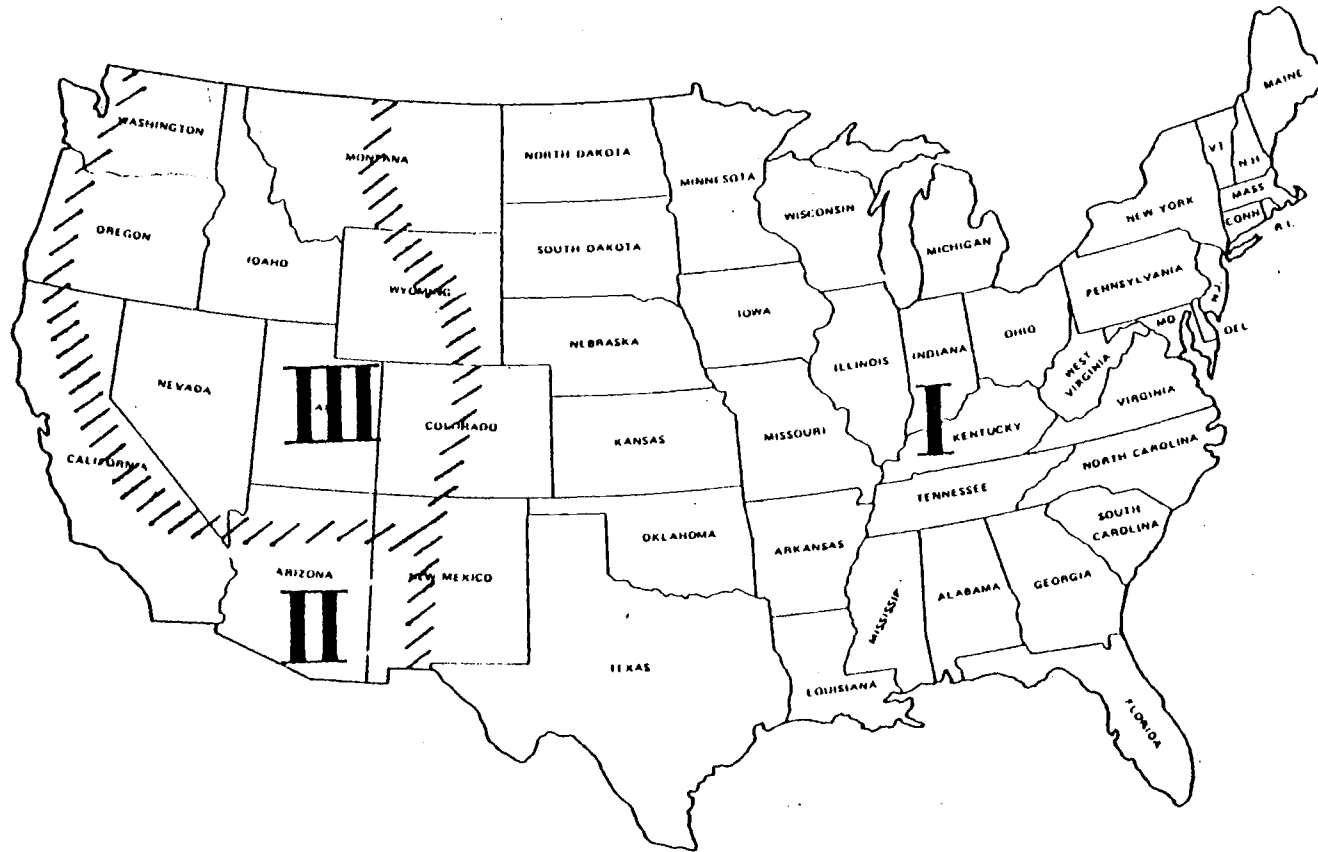 MAINE
WASHINGTON
MONTANA
NORTH DAKOTA
MINNESOTA
VT
N.H
MASS
NEW YORK
CONN
R.I.
WISCONSIN
MICHIGAN
OREGON
IDAHO
SOUTH DAKOTA
WYOMING
PENNSYLVANIA
N.J.
IOWA
OHIO
MD
DEL
NEBRASKA
ILLINOIS
INDIANA
WEST
VIRGINIA
NEVADA
III
COLORADO
KANSAS
MISSOURI
I
KENTUCKY
VIRGINIA
CALIFORNIA
NORTH CAROLINA
TENNESSEE
SOUTH
CAROLINA
OKLAHOMA
ARKANSAS
ARIZONA
NEW MEXICO
MISSISSIP
ALABAMA
GEORGIA
II
TEXAS
LOUISIANA
FLORIDA